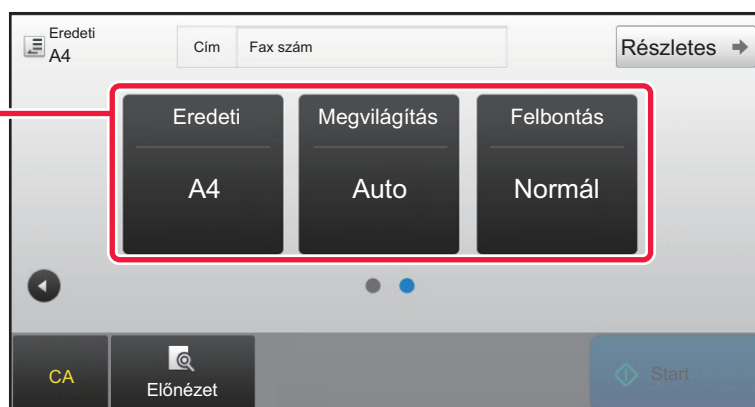 Eredeti
A4
Cím Fax szám
Részletes
Eredeti Megvilágítás Felbontás
A4 Auto Normál
CA
Előnézet
Start